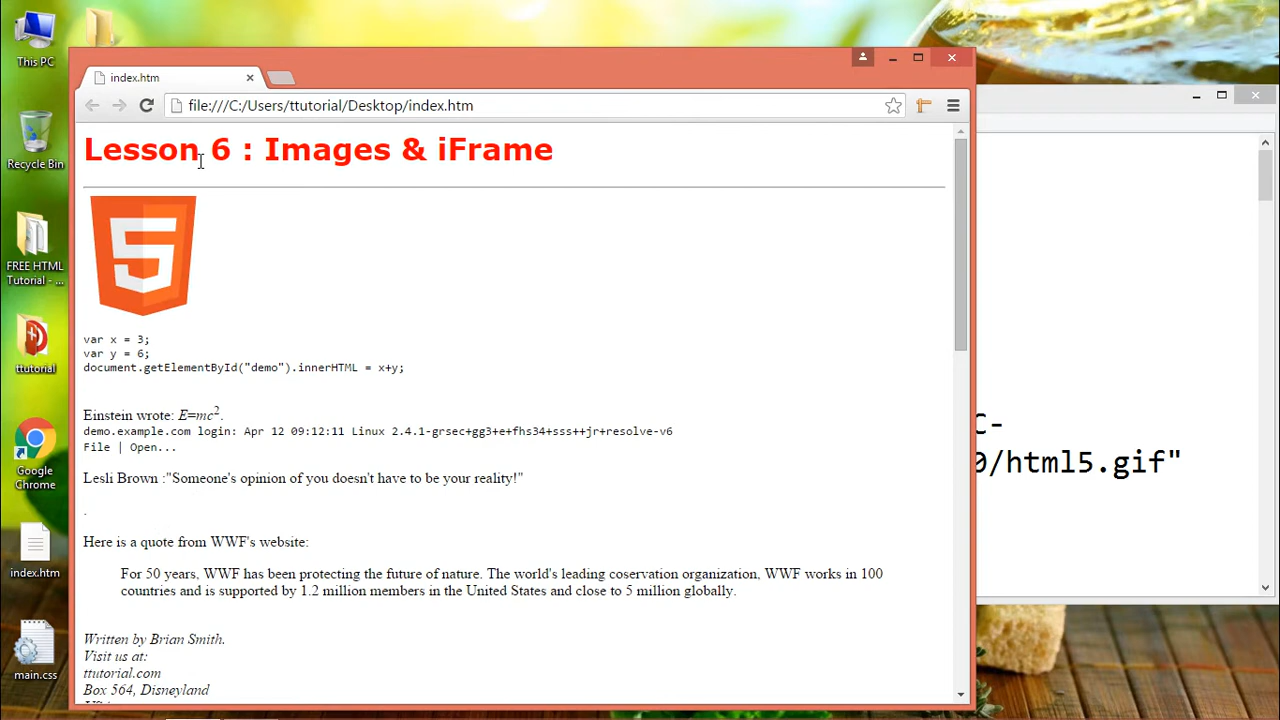 This PC
Recycle Bin
FREE HTML
Tutorial - ...
ttutorial
Google
Chrome
index.htm
main.css
index.htm
file:///C:/Users/ttutorial/Desktop/index.htm
Lesson 6 : Images & iFrame
5
var x = 3;
var y = 6;
document.getElementById("demo").innerHTML = x+y;
Einstein wrote: E=mc².
demo.example.com login: Apr 12 09:12:11 Linux 2.4.1-grsec+gg3+e+fhs34+sss++jr+resolve-v6
File | Open...
Lesli Brown :"Someone's opinion of you doesn't have to be your reality!"
.
Here is a quote from WWF's website:
For 50 years, WWF has been protecting the future of nature. The world's leading coservation organization, WWF works in 100
countries and is supported by 1.2 million members in the United States and close to 5 million globally.
Written by Brian Smith.
Visit us at:
ttutorial.com
Box 564, Disneyland
C-
0/html5.gif"